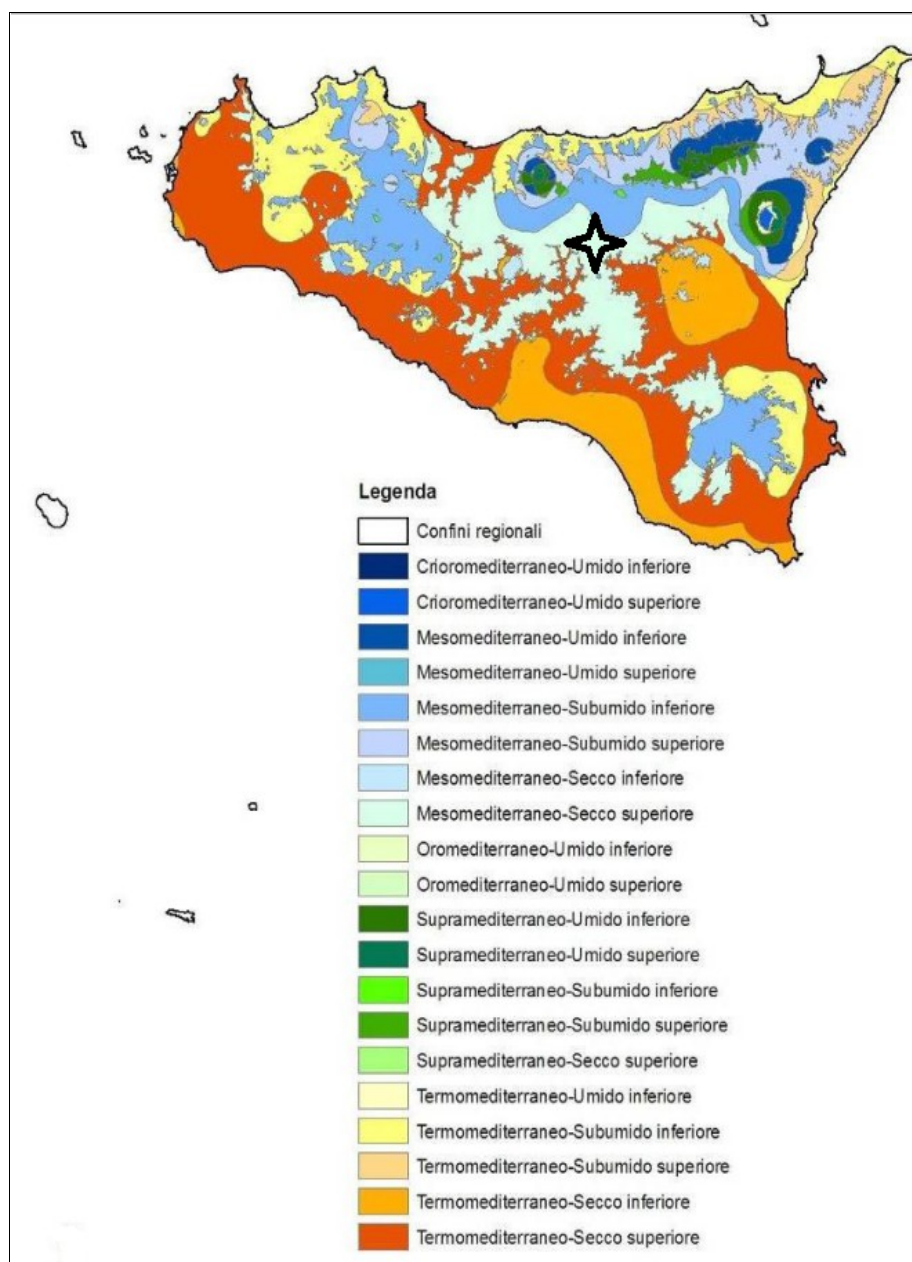 Legenda
Confini regionali
Crioromediterraneo-Umido inferiore
Crioromediterraneo-Umido superiore
Mesomediterraneo-Umido inferiore
Mesomediterraneo-Umido superiore
Mesomediterraneo-Subumido inferiore
Mesomediterraneo-Subumido superiore
Mesomediterraneo-Secco inferiore
Mesomediterraneo-Secco superiore
Oromediterraneo-Umido inferiore
Oromediterraneo-Umido superiore
Supramediterraneo-Umido inferiore
Supramediterraneo-Umido superiore
Supramediterraneo-Subumido inferiore
Supramediterraneo-Subumido superiore
Supramediterraneo-Secco superiore
Termomediterraneo-Umido inferiore
Termomediterraneo-Subumido inferiore
Termomediterraneo-Subumido superiore
Termomediterraneo-Secco inferiore
Termomediterraneo-Secco superiore